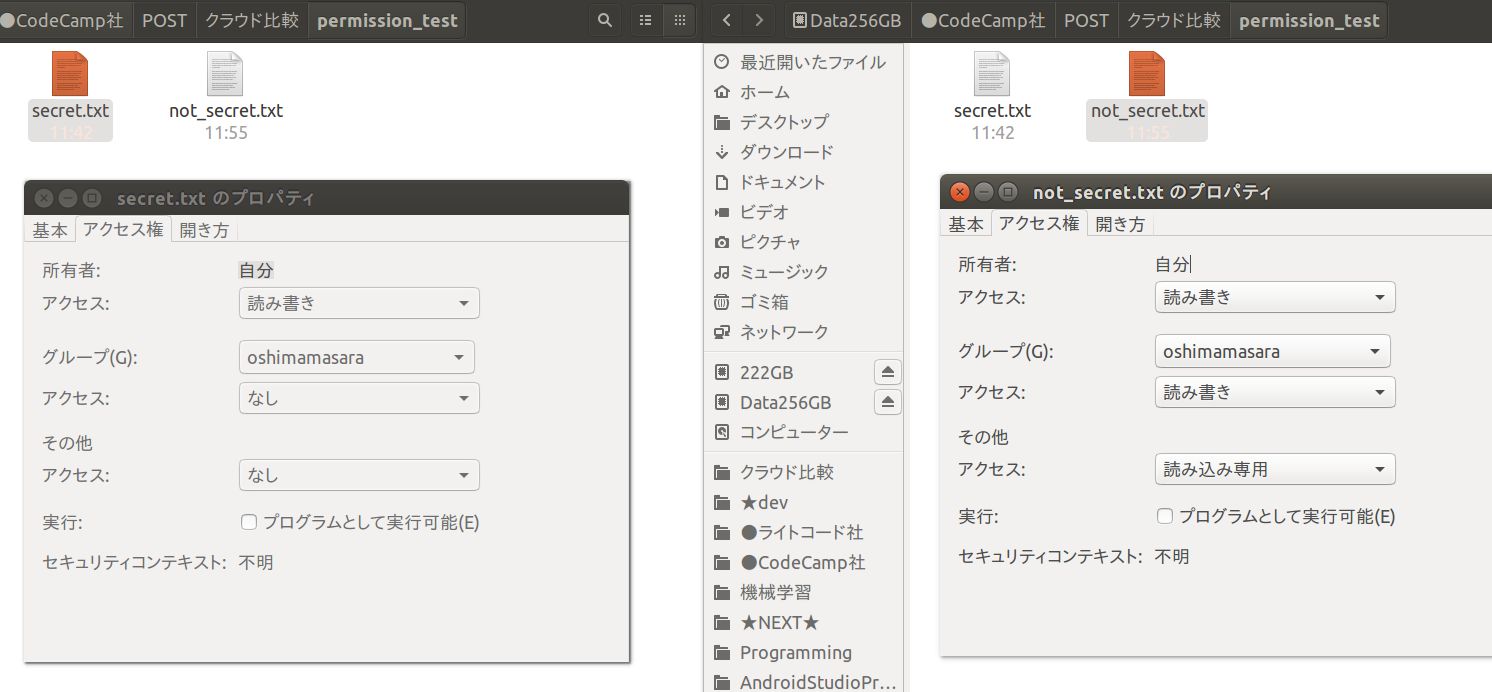 ●CodeCamp社 POST クラウド比較 permission_test
secret.txt
11:42
not_secret.txt
11:55
secret.txt のプロパティ
基本 アクセス権 開き方
所有者: 自分
アクセス: 読み書き
グループ(G): oshimamasara
アクセス: なし
その他
アクセス: なし
実行: プログラムとして実行可能(E)
セキュリティコンテキスト: 不明
Data256GB ●CodeCamp社 POST クラウド比較 permission_test
最近開いたファイル
ホーム
デスクトップ
ダウンロード
ドキュメント
ビデオ
ピクチャ
ミュージック
ゴミ箱
ネットワーク
222GB
Data256GB
コンピューター
クラウド比較
★dev
●ライトコード社
●CodeCamp社
機械学習
★NEXT★
Programming
AndroidStudioPr...
secret.txt
11:42
not_secret.txt
11:55
not_secret.txt のプロパティ
基本 アクセス権 開き方
所有者: 自分
アクセス: 読み書き
グループ(G): oshimamasara
アクセス: 読み書き
その他
アクセス: 読み込み専用
実行: プログラムとして実行可能(E)
セキュリティコンテキスト: 不明